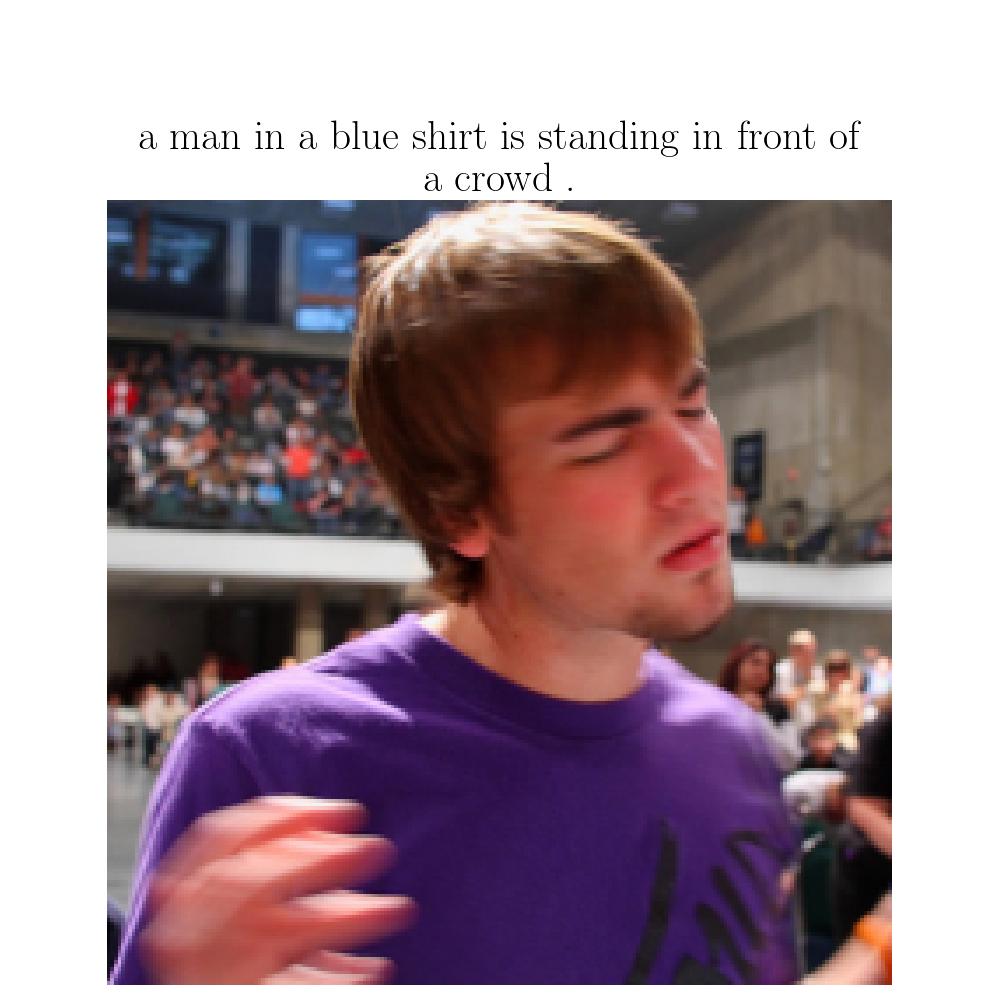 a man in a blue shirt is standing in front of
a crowd .